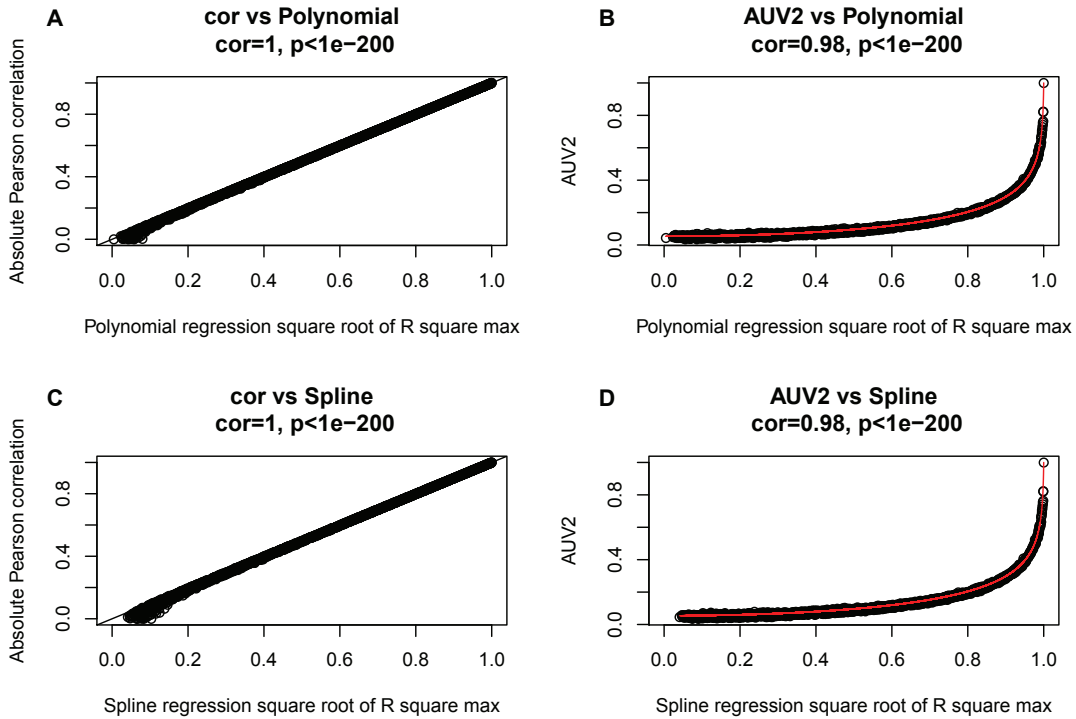 A
cor vs Polynomial
cor=1, p<1e−200
Absolute Pearson correlation
0.0 0.4 0.8
0.0 0.2 0.4 0.6 0.8 1.0
Polynomial regression square root of R square max
B
AUV2 vs Polynomial
cor=0.98, p<1e−200
AUV2
0.0 0.4 0.8
0.0 0.2 0.4 0.6 0.8 1.0
Polynomial regression square root of R square max
C
cor vs Spline
cor=1, p<1e−200
Absolute Pearson correlation
0.0 0.4 0.8
0.0 0.2 0.4 0.6 0.8 1.0
Spline regression square root of R square max
D
AUV2 vs Spline
cor=0.98, p<1e−200
AUV2
0.0 0.4 0.8
0.0 0.2 0.4 0.6 0.8 1.0
Spline regression square root of R square max